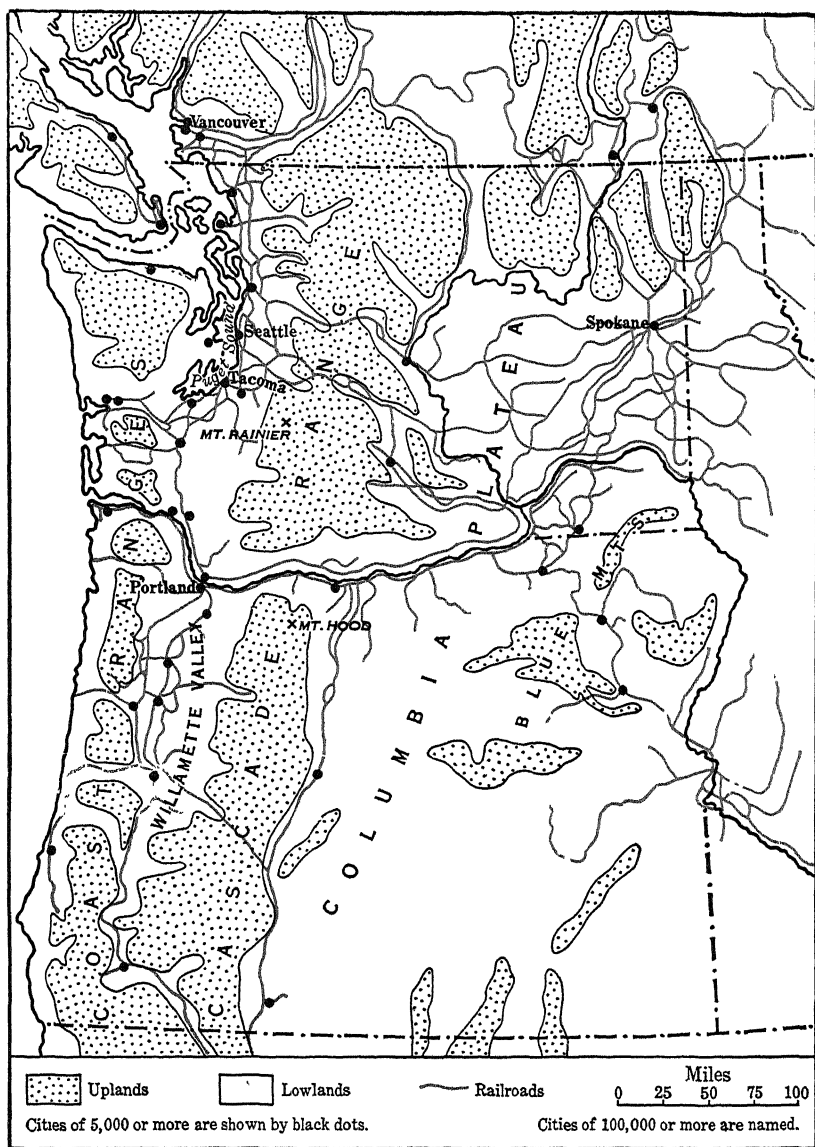 Vancouver
Seattle
Puget Sound
Tacoma
Spokane
MT. RAINIER
Portland
MT. HOOD
WILLAMETTE VALLEY
COAST RANGE S
CASCADE RANGE
COLUMBIA PLATEAU
BLUE MTS
Uplands
Lowlands
Railroads
Miles
0 25 50 75 100
Cities of 5,000 or more are shown by black dots.
Cities of 100,000 or more are named.